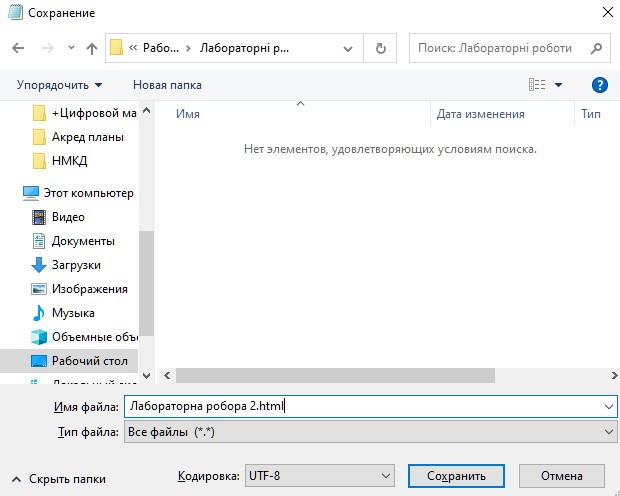 Сохранение
« Рабо... > Лабораторні р...
Поиск: Лабораторні роботи
Упорядочить
Новая папка
?
+Цифровой ма
Акред планы
НМКД
Этот компьютер
Видео
Документы
Загрузки
Изображения
Музыка
Объемные объ
Рабочий стол
Имя
Дата изменения
Тип
Нет элементов, удовлетворяющих условиям поиска.
Имя файла: Лабораторна робора 2.html
Тип файла: Все файлы (*.*)
Скрыть папки
Кодировка: UTF-8
Сохранить
Отмена